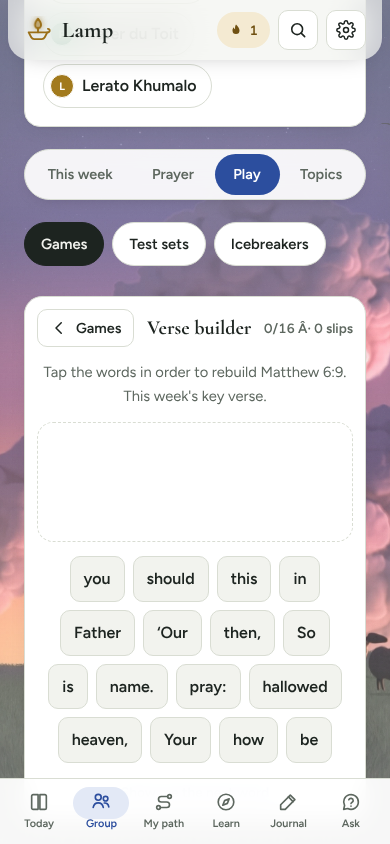 Lamp
1
L Lerato Khumalo
This week Prayer Play Topics
Games Test sets Icebreakers
Games Verse builder 0/16 Â· 0 slips
Tap the words in order to rebuild Matthew 6:9.
This week's key verse.
you should this in
Father ‘Our then, So
is name. pray: hallowed
heaven, Your how be
Today Group My path Learn Journal Ask